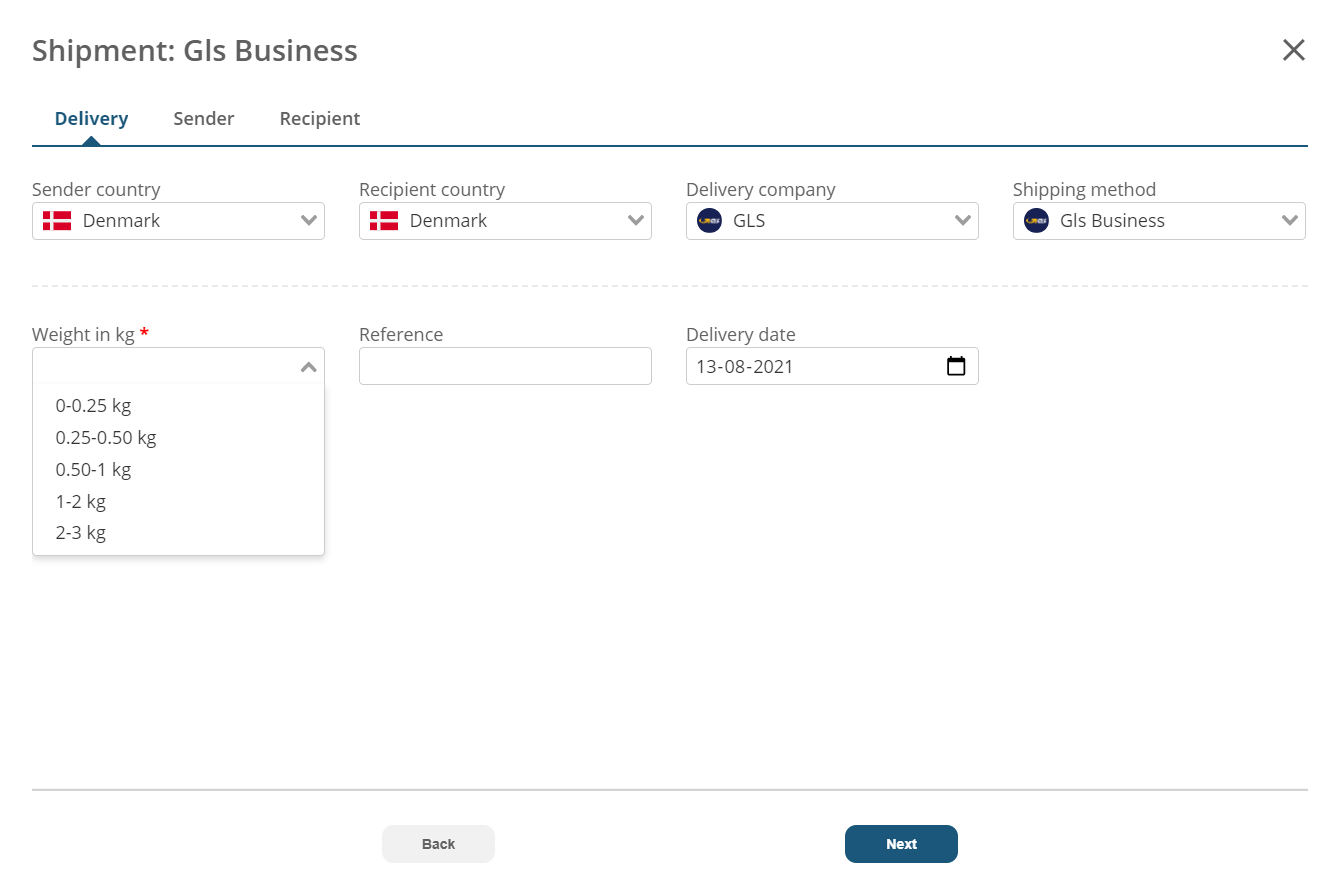 Shipment: Gls Business
Delivery Sender Recipient
Sender country Recipient country Delivery company Shipping method
Denmark Denmark GLS Gls Business
Weight in kg * Reference Delivery date
13-08-2021
0-0.25 kg
0.25-0.50 kg
0.50-1 kg
1-2 kg
2-3 kg
Back Next